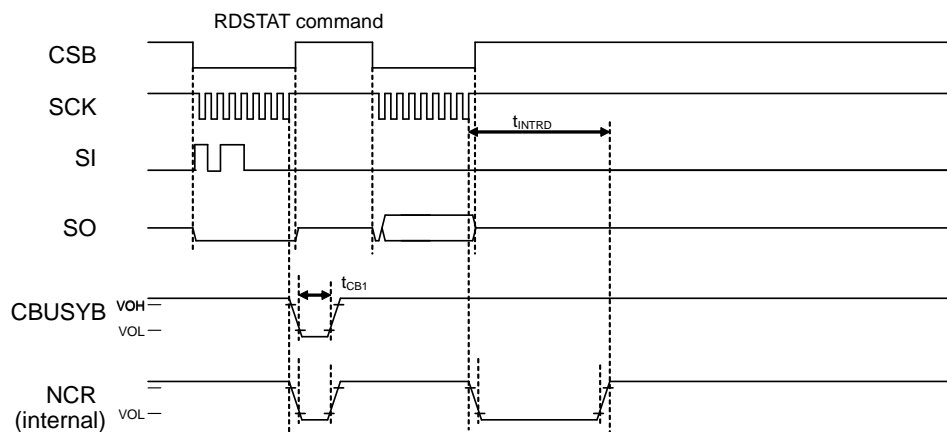 RDSTAT command
CSB
SCK
tINTRD
SI
SO
tCB1
CBUSYB
VOH
VOL
NCR
(internal)
VOL